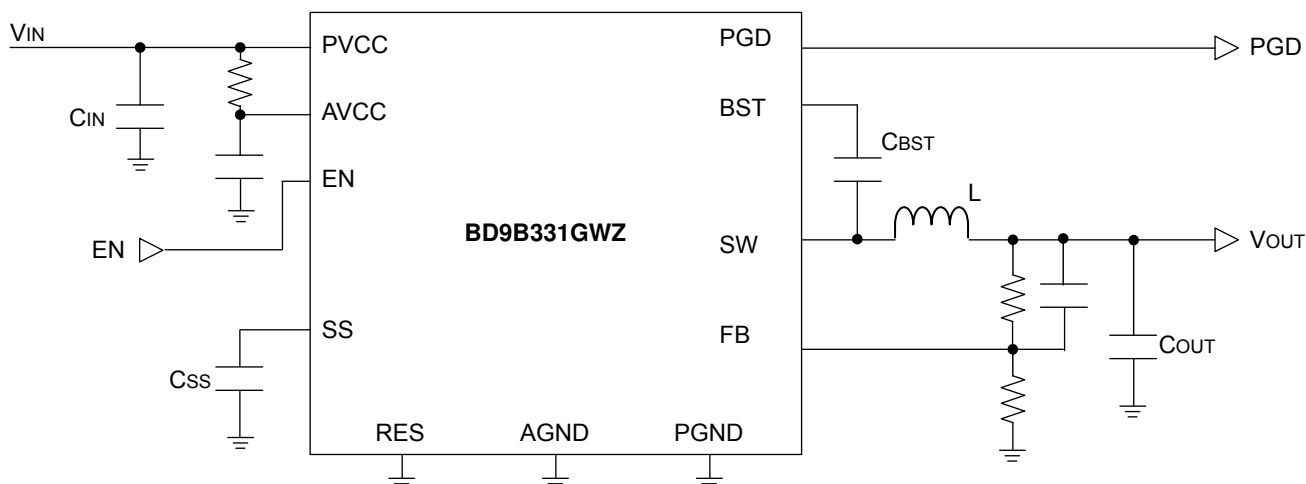 VIN
PVCC
PGD
PGD
BST
CIN
AVCC
CBST
EN
L
BD9B331GWZ
SW
VOUT
EN
SS
FB
COUT
CSS
RES
AGND
PGND